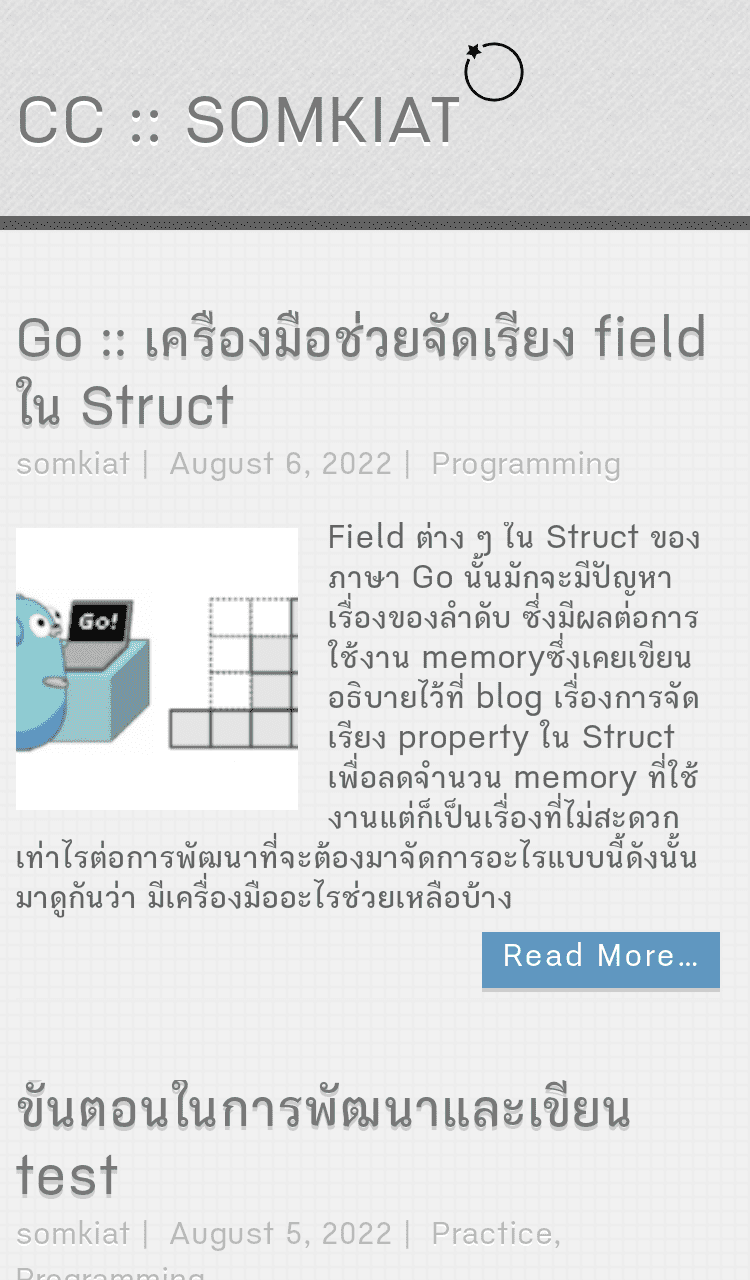 CC :: SOMKIAT
Go :: เครื่องมือช่วยจัดเรียง field
ใน Struct
somkiat | August 6, 2022 | Programming
Go!
Field ต่าง ๆ ใน Struct ของ
ภาษา Go นั้นมักจะมีปัญหา
เรื่องของลำดับ ซึ่งมีผลต่อการ
ใช้งาน memoryซึ่งเคยเขียน
อธิบายไว้ที่ blog เรื่องการจัด
เรียง property ใน Struct
เพื่อลดจำนวน memory ที่ใช้
งานแต่ก็เป็นเรื่องที่ไม่สะดวก
เท่าไรต่อการพัฒนาที่จะต้องมาจัดการอะไรแบบนี้ดังนั้น
มาดูกันว่า มีเครื่องมืออะไรช่วยเหลือบ้าง
Read More…
ขั้นตอนในการพัฒนาและเขียน
test
somkiat | August 5, 2022 | Practice,
Programming